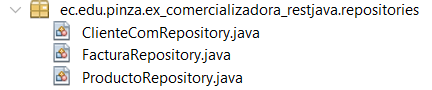 ec.edu.pinza.ex_comercializadora_restjava.repositories
ClienteComRepository.java
FacturaRepository.java
ProductoRepository.java